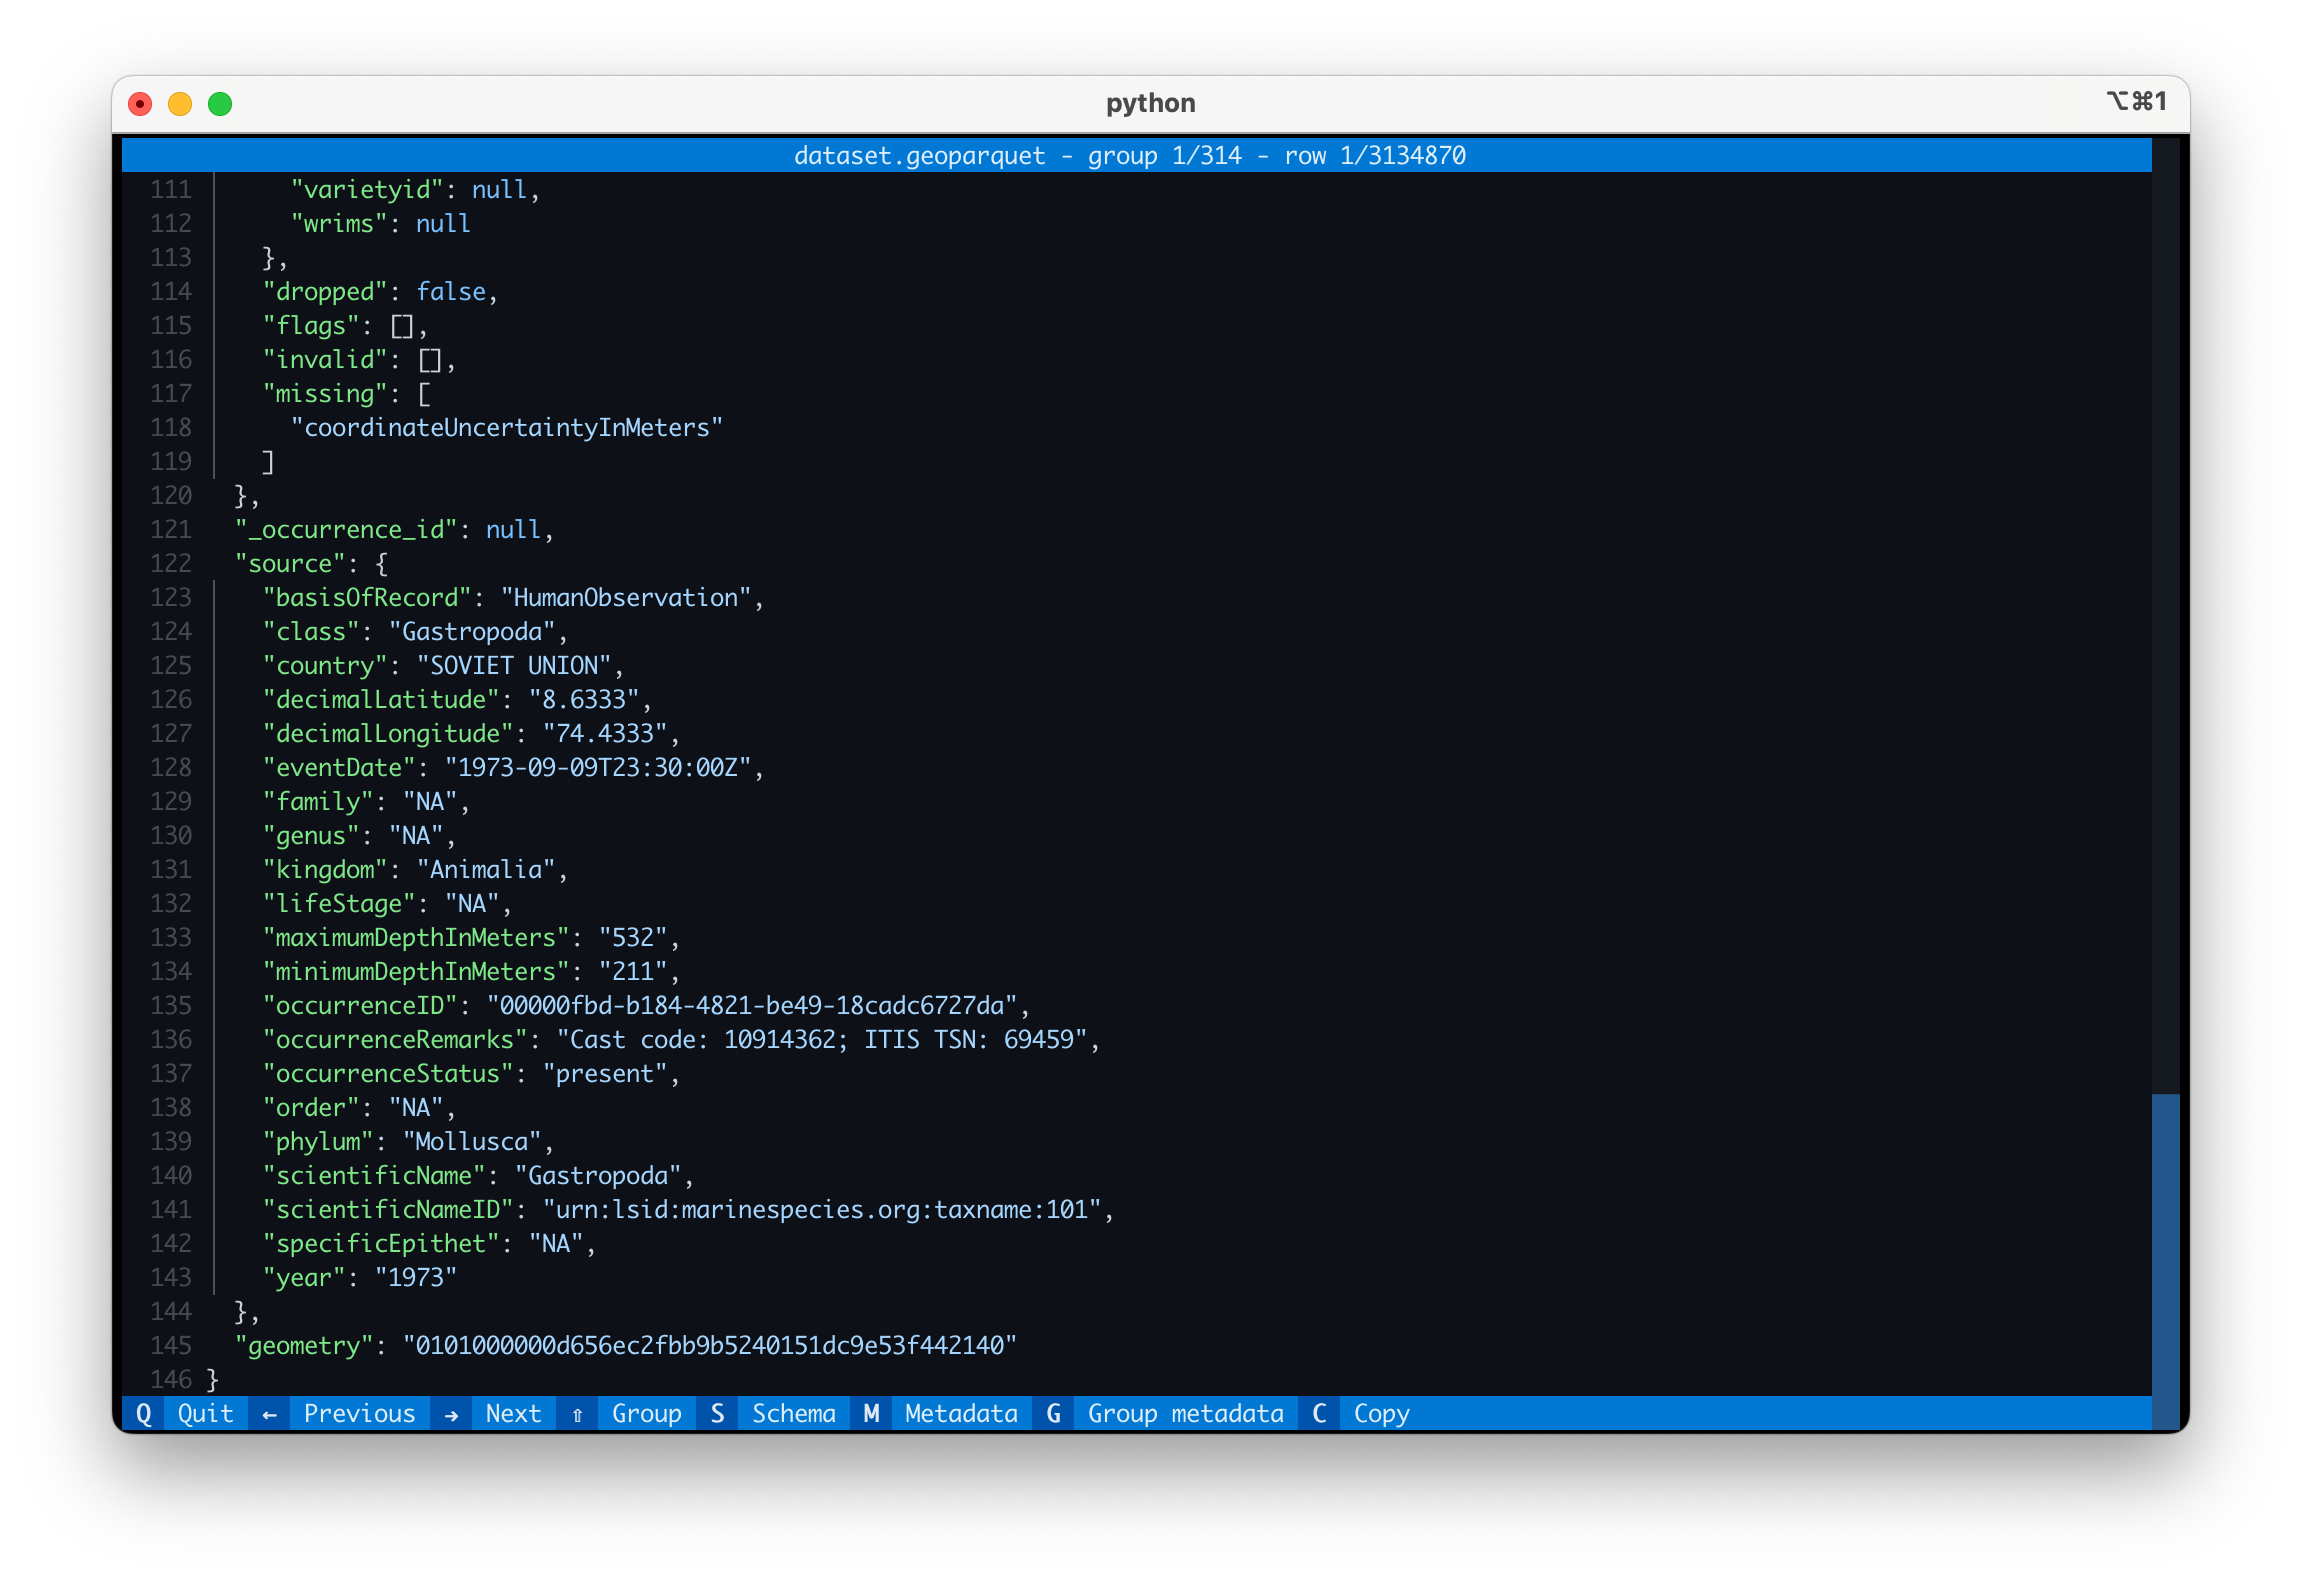 python
⌥⌘1
dataset.geoparquet - group 1/314 - row 1/3134870
111 "varietyid": null,
112 "wrims": null
113 },
114 "dropped": false,
115 "flags": [],
116 "invalid": [],
117 "missing": [
118 "coordinateUncertaintyInMeters"
119 ]
120 },
121 "_occurrence_id": null,
122 "source": {
123 "basisOfRecord": "HumanObservation",
124 "class": "Gastropoda",
125 "country": "SOVIET UNION",
126 "decimalLatitude": "8.6333",
127 "decimalLongitude": "74.4333",
128 "eventDate": "1973-09-09T23:30:00Z",
129 "family": "NA",
130 "genus": "NA",
131 "kingdom": "Animalia",
132 "lifeStage": "NA",
133 "maximumDepthInMeters": "532",
134 "minimumDepthInMeters": "211",
135 "occurrenceID": "00000fbd-b184-4821-be49-18cadc6727da",
136 "occurrenceRemarks": "Cast code: 10914362; ITIS TSN: 69459",
137 "occurrenceStatus": "present",
138 "order": "NA",
139 "phylum": "Mollusca",
140 "scientificName": "Gastropoda",
141 "scientificNameID": "urn:lsid:marinespecies.org:taxname:101",
142 "specificEpithet": "NA",
143 "year": "1973"
144 },
145 "geometry": "0101000000d656ec2fbb9b5240151dc9e53f442140"
146 }
Q Quit ← Previous → Next ⇧ Group S Schema M Metadata G Group metadata C Copy